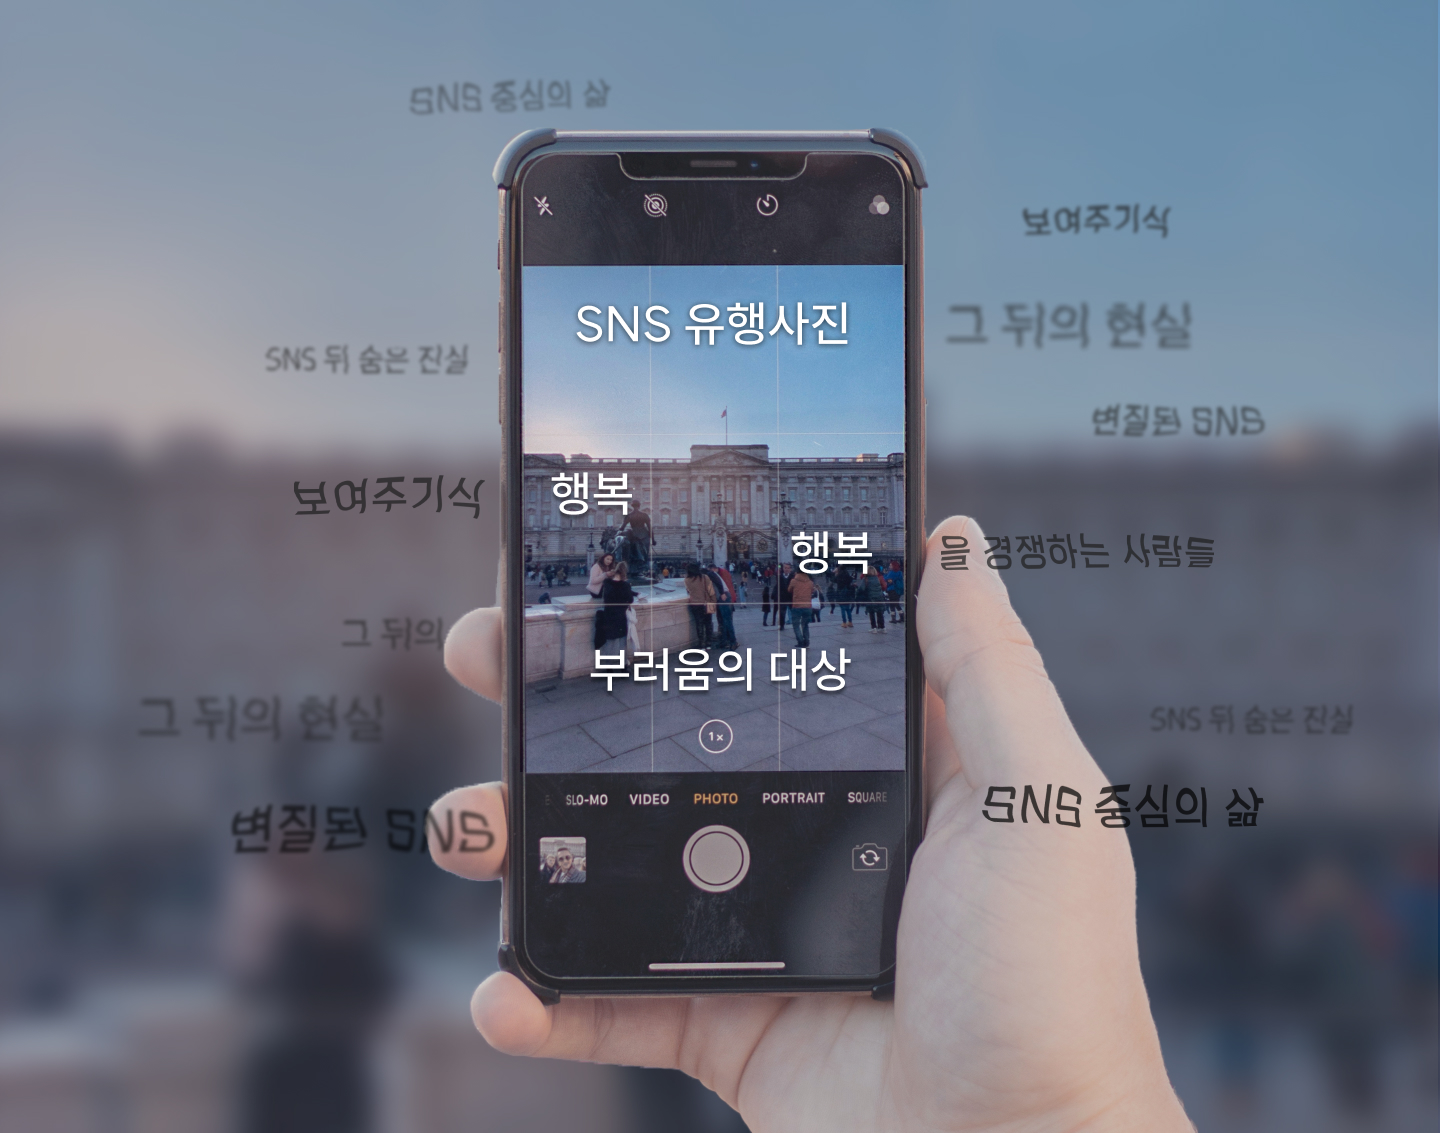 SNS 중심의 삶
보여주기식
SNS 유행사진
그 뒤의 현실
SNS 뒤 숨은 진실
변질된 SNS
보여주기식
행복
행복
을 경쟁하는 사람들
그 뒤의
부러움의 대상
그 뒤의 현실
SNS 뒤 숨은 진실
1×
SLO-MO VIDEO PHOTO PORTRAIT SQUARE
SNS 중심의 삶
변질된 SNS